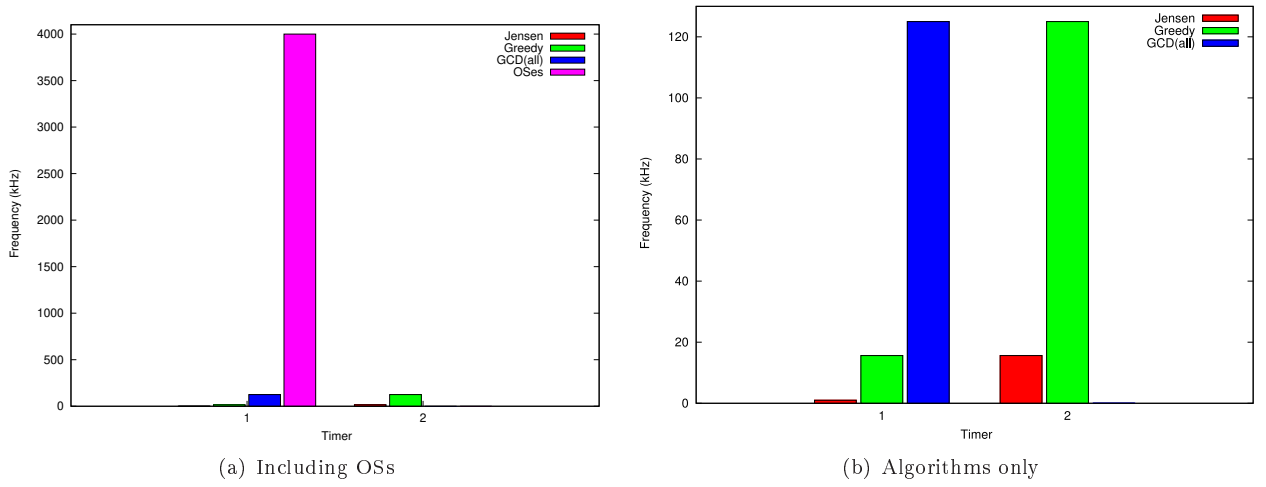 Frequency (kHz)
4000
3500
3000
2500
2000
1500
1000
500
0
Jensen
Greedy
GCD(all)
OSes
1
2
Timer
(a) Including OSs
Frequency (kHz)
120
100
80
60
40
20
0
Jensen
Greedy
GCD(all)
1
2
Timer
(b) Algorithms only